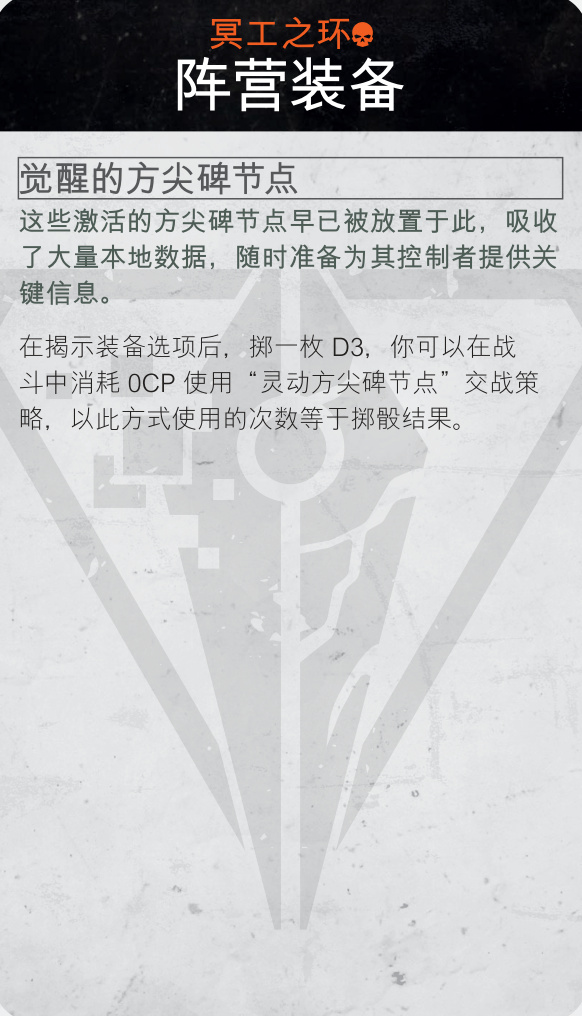 冥工之环
阵营装备
觉醒的方尖碑节点
这些激活的方尖碑节点早已被放置于此，吸收
了大量本地数据，随时准备为其控制者提供关
键信息。
在揭示装备选项后，掷一枚 D3，你可以在战
斗中消耗 0CP 使用“灵动方尖碑节点”交战策
略，以此方式使用的次数等于掷骰结果。